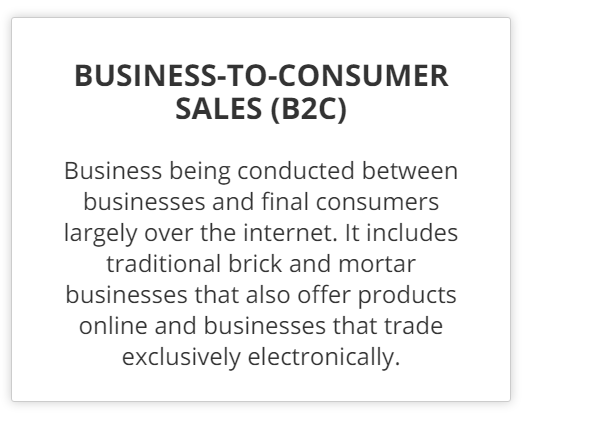 BUSINESS-TO-CONSUMER
SALES (B2C)
Business being conducted between
businesses and final consumers
largely over the internet. It includes
traditional brick and mortar
businesses that also offer products
online and businesses that trade
exclusively electronically.